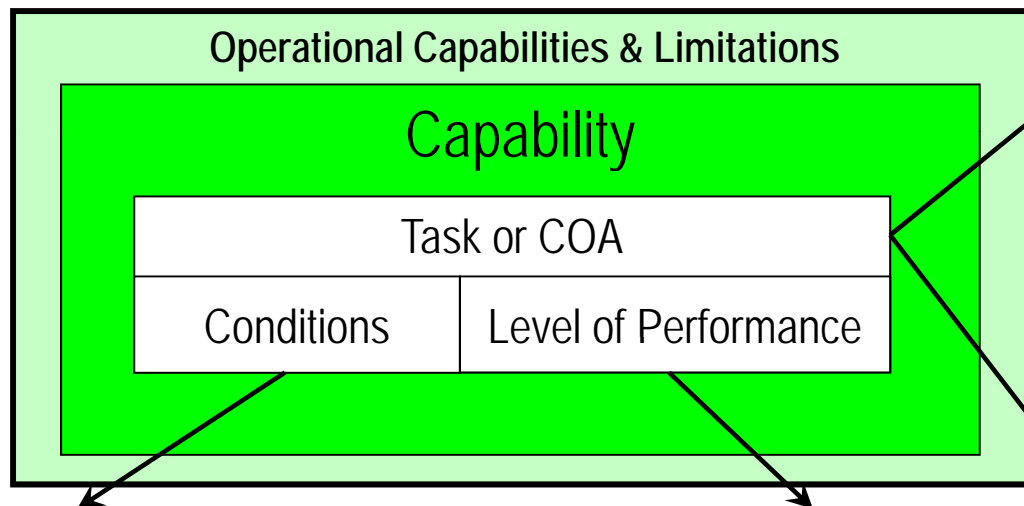 Operational Capabilities & Limitations
Capability
Task or COA
Conditions
Level of Performance